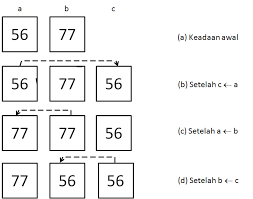 a b c
56 77 (a) Keadaan awal
56 77 56 (b) Setelah c ← a
77 77 56 (c) Setelah a ← b
77 56 56 (d) Setelah b ← c